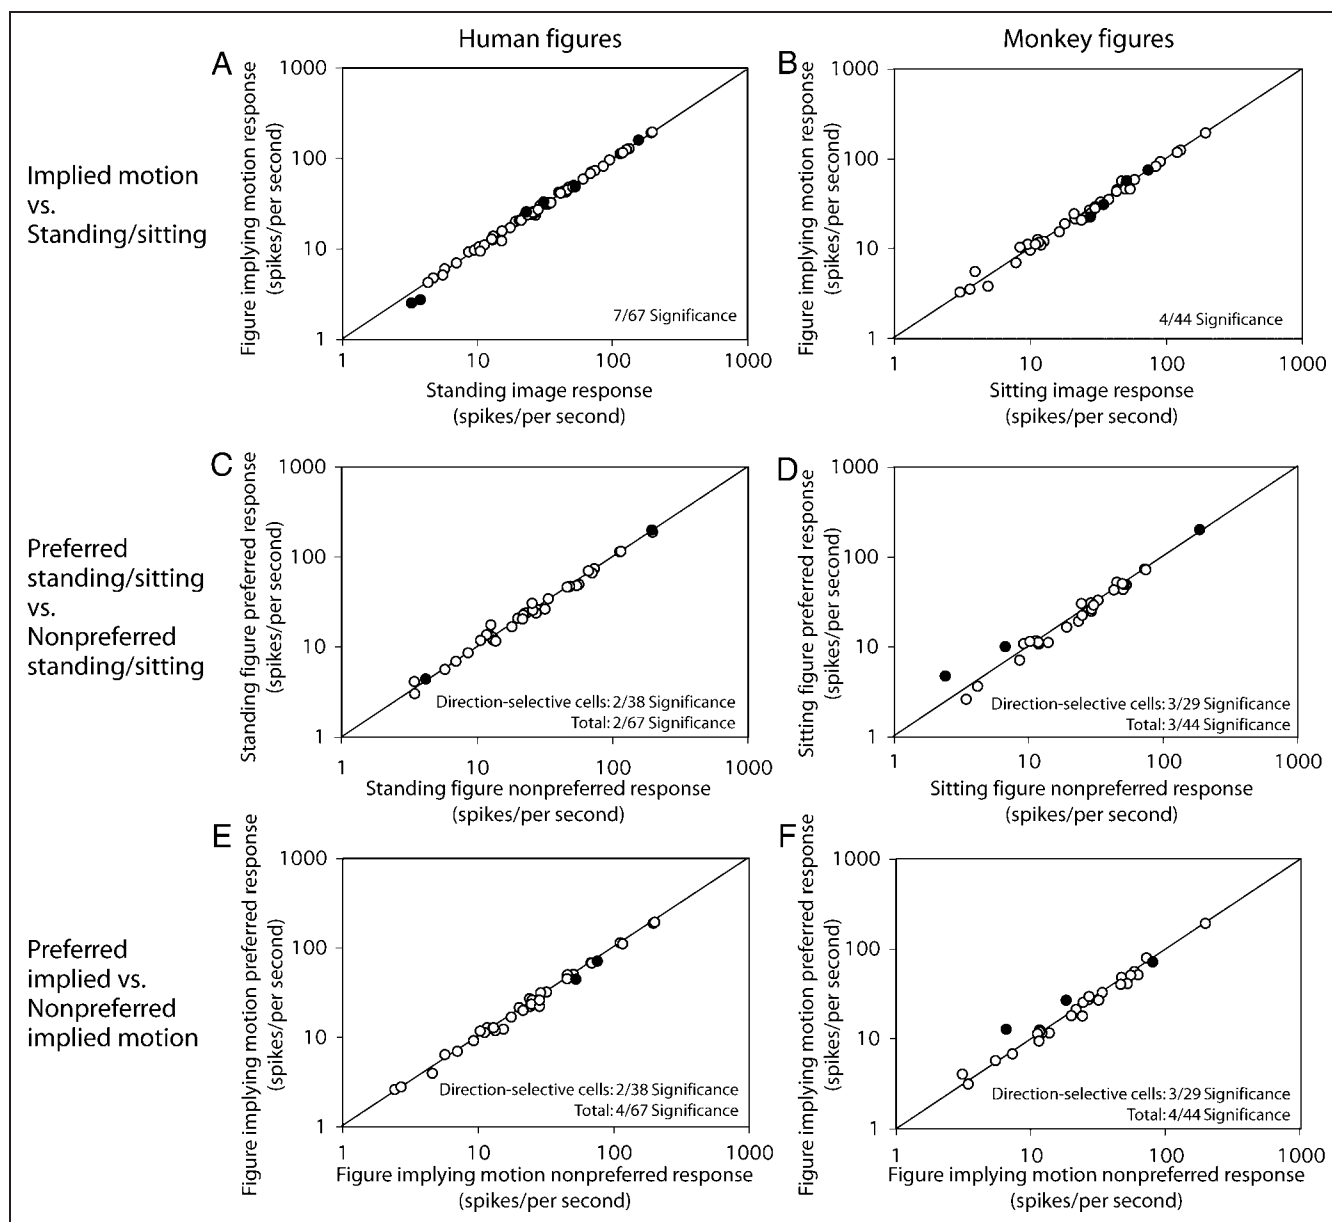 Human figures
Monkey figures
Implied motion
vs.
Standing/sitting
A
Figure implying motion response
(spikes/per second)
1000
100
10
1
7/67 Significance
1
10
100
1000
Standing image response
(spikes/per second)
B
Figure implying motion response
(spikes/per second)
1000
100
10
1
4/44 Significance
1
10
100
1000
Sitting image response
(spikes/per second)
Preferred
standing/sitting
vs.
Nonpreferred
standing/sitting
C
Standing figure preferred response
(spikes/per second)
1000
100
10
1
Direction-selective cells: 2/38 Significance
Total: 2/67 Significance
1
10
100
1000
Standing figure nonpreferred response
(spikes/per second)
D
Sitting figure preferred response
(spikes/per second)
1000
100
10
1
Direction-selective cells: 3/29 Significance
Total: 3/44 Significance
1
10
100
1000
Sitting figure nonpreferred response
(spikes/per second)
Preferred
implied vs.
Nonpreferred
implied motion
E
Figure implying motion preferred response
(spikes/per second)
1000
100
10
1
Direction-selective cells: 2/38 Significance
Total: 4/67 Significance
1
10
100
1000
Figure implying motion nonpreferred response
(spikes/per second)
F
Figure implying motion preferred response
(spikes/per second)
1000
100
10
1
Direction-selective cells: 3/29 Significance
Total: 4/44 Significance
1
10
100
1000
Figure implying motion nonpreferred response
(spikes/per second)